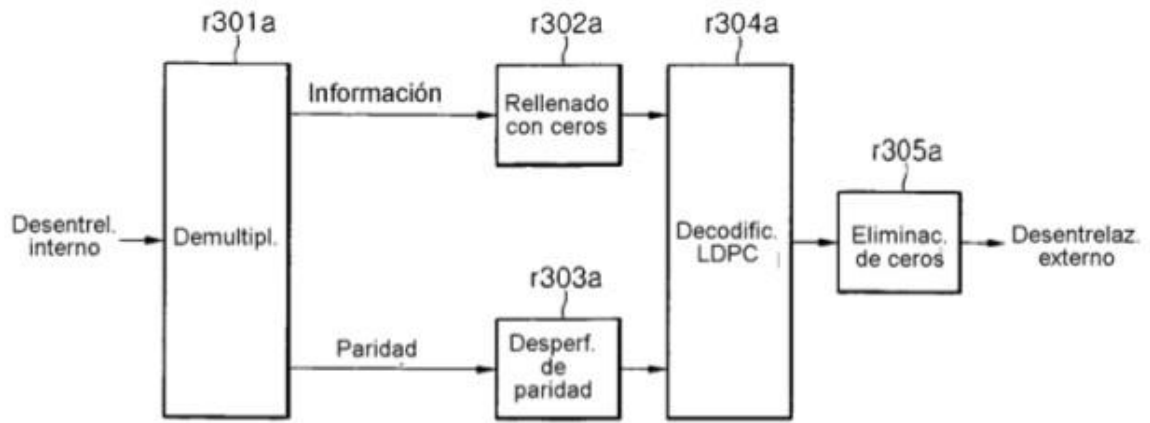 r301a
r302a
r304a
Información
Rellenado
con ceros
r305a
Desentrel.
interno
Demultipl.
Decodific.
LDPC
Eliminac.
de ceros
Desentrelaz.
externo
r303a
Paridad
Desperf.
de
paridad